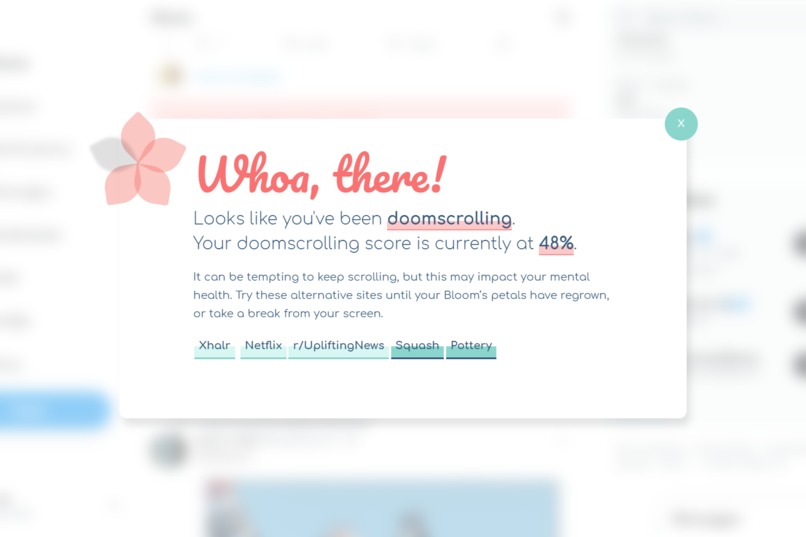 X
Whoa, there!
Looks like you've been doomscrolling.
Your doomscrolling score is currently at 48%.
It can be tempting to keep scrolling, but this may impact your mental
health. Try these alternative sites until your Bloom's petals have regrown,
or take a break from your screen.
Xhalr Netflix r/UpliftingNews Squash Pottery